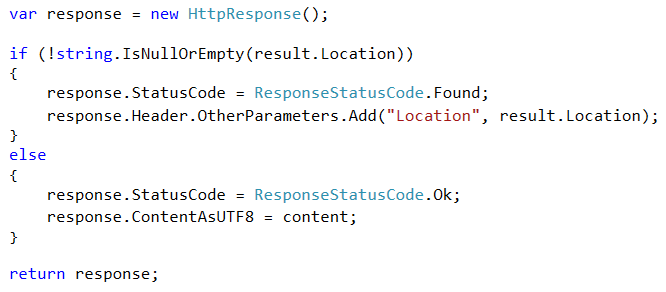 var response = new HttpResponse();
if (!string.IsNullOrEmpty(result.Location))
{
response.StatusCode = ResponseStatusCode.Found;
response.Header.OtherParameters.Add("Location", result.Location);
}
else
{
response.StatusCode = ResponseStatusCode.Ok;
response.ContentAsUTF8 = content;
}
return response;